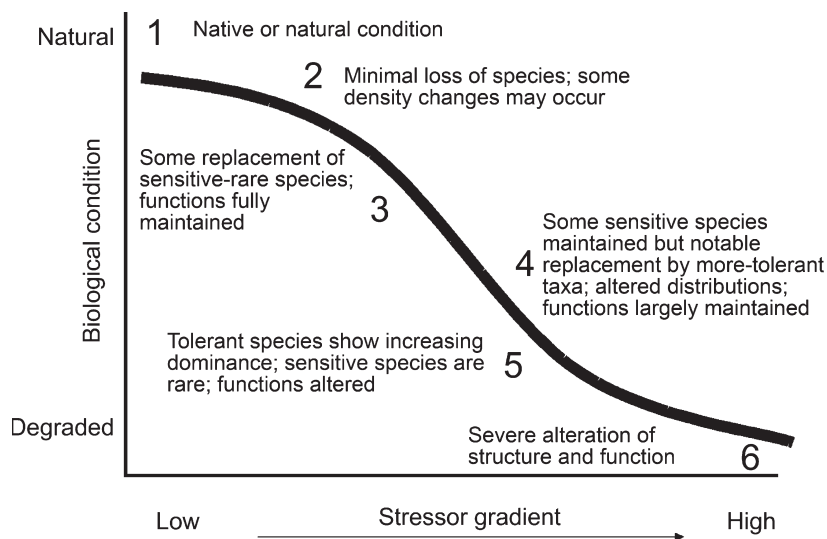 Natural
1 Native or natural condition
2 Minimal loss of species; some
density changes may occur
Some replacement of
sensitive-rare species;
functions fully
maintained
3
Biological condition
Some sensitive species
maintained but notable
4 replacement by more-tolerant
taxa; altered distributions;
functions largely maintained
Tolerant species show increasing
dominance; sensitive species are
rare; functions altered
5
Degraded
Severe alteration of
structure and function
6
Low
Stressor gradient
High